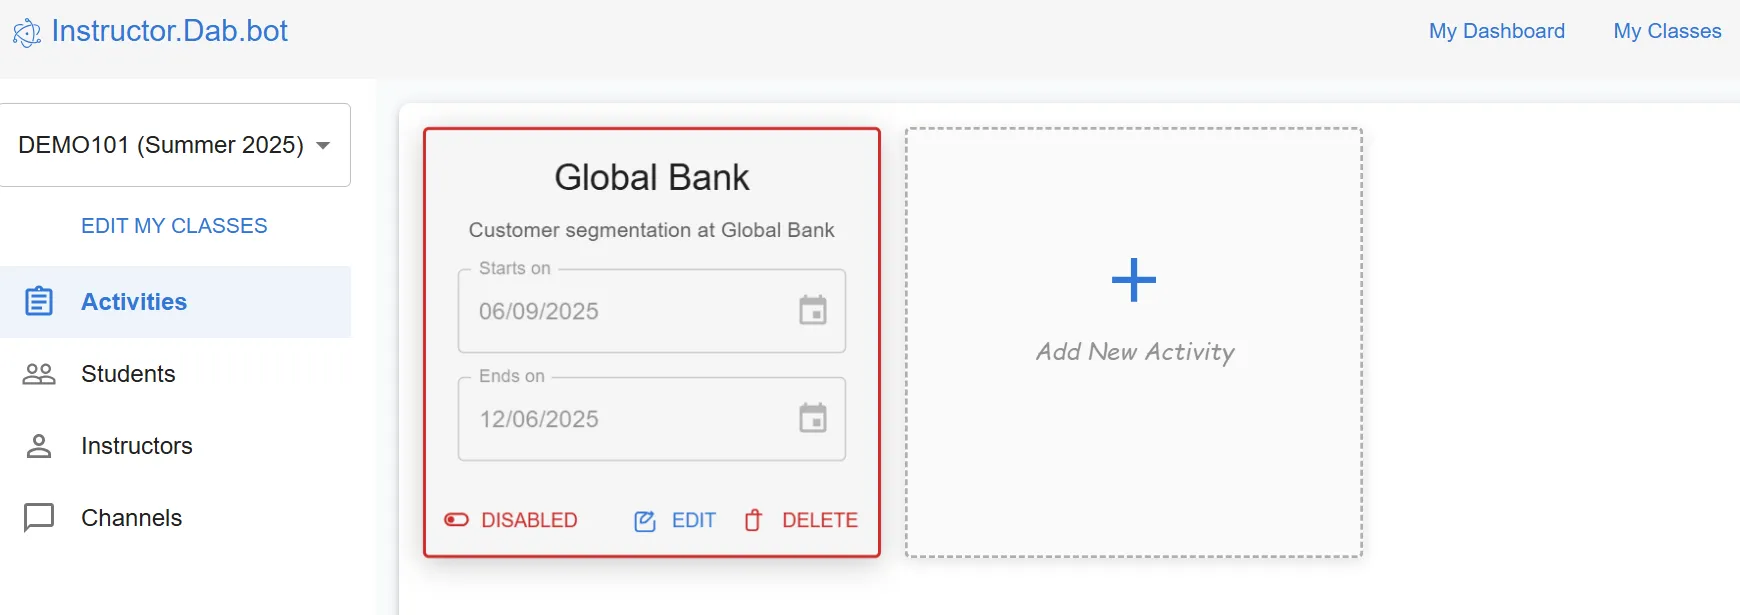 Instructor.Dab.bot
My Dashboard
My Classes
DEMO101 (Summer 2025)
EDIT MY CLASSES
Activities
Students
Instructors
Channels
Global Bank
Customer segmentation at Global Bank
Starts on
06/09/2025
Ends on
12/06/2025
DISABLED
EDIT
DELETE
Add New Activity